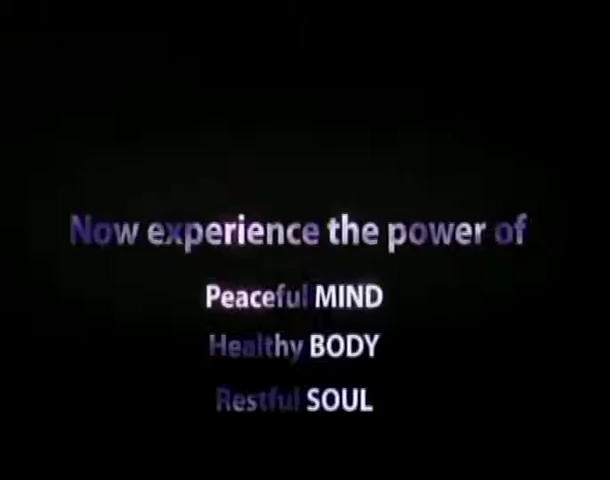 Now experience the power of
Peaceful MIND
Healthy BODY
Restful SOUL